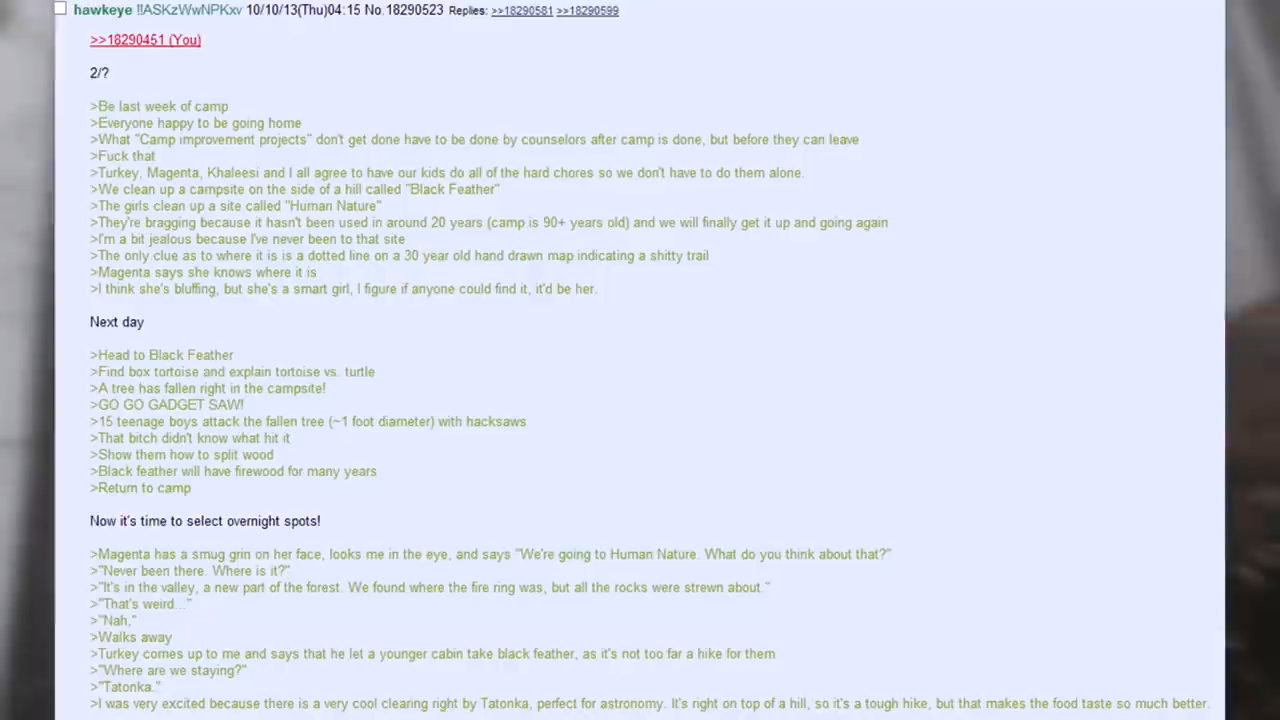 hawkeye !!ASKzWwNPKxv 10/10/13(Thu)04:15 No.18290523 Replies: >>18290581 >>18290599
>>18290451 (You)
2/?
>Be last week of camp
>Everyone happy to be going home
>What "Camp improvement projects" don't get done have to be done by counselors after camp is done, but before they can leave
>Fuck that
>Turkey, Magenta, Khaleesi and I all agree to have our kids do all of the hard chores so we don't have to do them alone.
>We clean up a campsite on the side of a hill called "Black Feather"
>The girls clean up a site called "Human Nature"
>They're bragging because it hasn't been used in around 20 years (camp is 90+ years old) and we will finally get it up and going again
>I'm a bit jealous because I've never been to that site
>The only clue as to where it is is a dotted line on a 30 year old hand drawn map indicating a shitty trail
>Magenta says she knows where it is
>I think she's bluffing, but she's a smart girl, I figure if anyone could find it, it'd be her.
Next day
>Head to Black Feather
>Find box tortoise and explain tortoise vs. turtle
>A tree has fallen right in the campsite!
>GO GO GADGET SAW!
>15 teenage boys attack the fallen tree (~1 foot diameter) with hacksaws
>That bitch didn't know what hit it
>Show them how to split wood
>Black feather will have firewood for many years
>Return to camp
Now it's time to select overnight spots!
>Magenta has a smug grin on her face, looks me in the eye, and says "We're going to Human Nature. What do you think about that?"
>"Never been there. Where is it?"
>"It's in the valley, a new part of the forest. We found where the fire ring was, but all the rocks were strewn about."
>"That's weird..."
>"Nah,"
>Walks away
>Turkey comes up to me and says that he let a younger cabin take black feather, as it's not too far a hike for them
>"Where are we staying?"
>"Tatonka."
>I was very excited because there is a very cool clearing right by Tatonka, perfect for astronomy. It's right on top of a hill, so it's a tough hike, but that makes the food taste so much better.